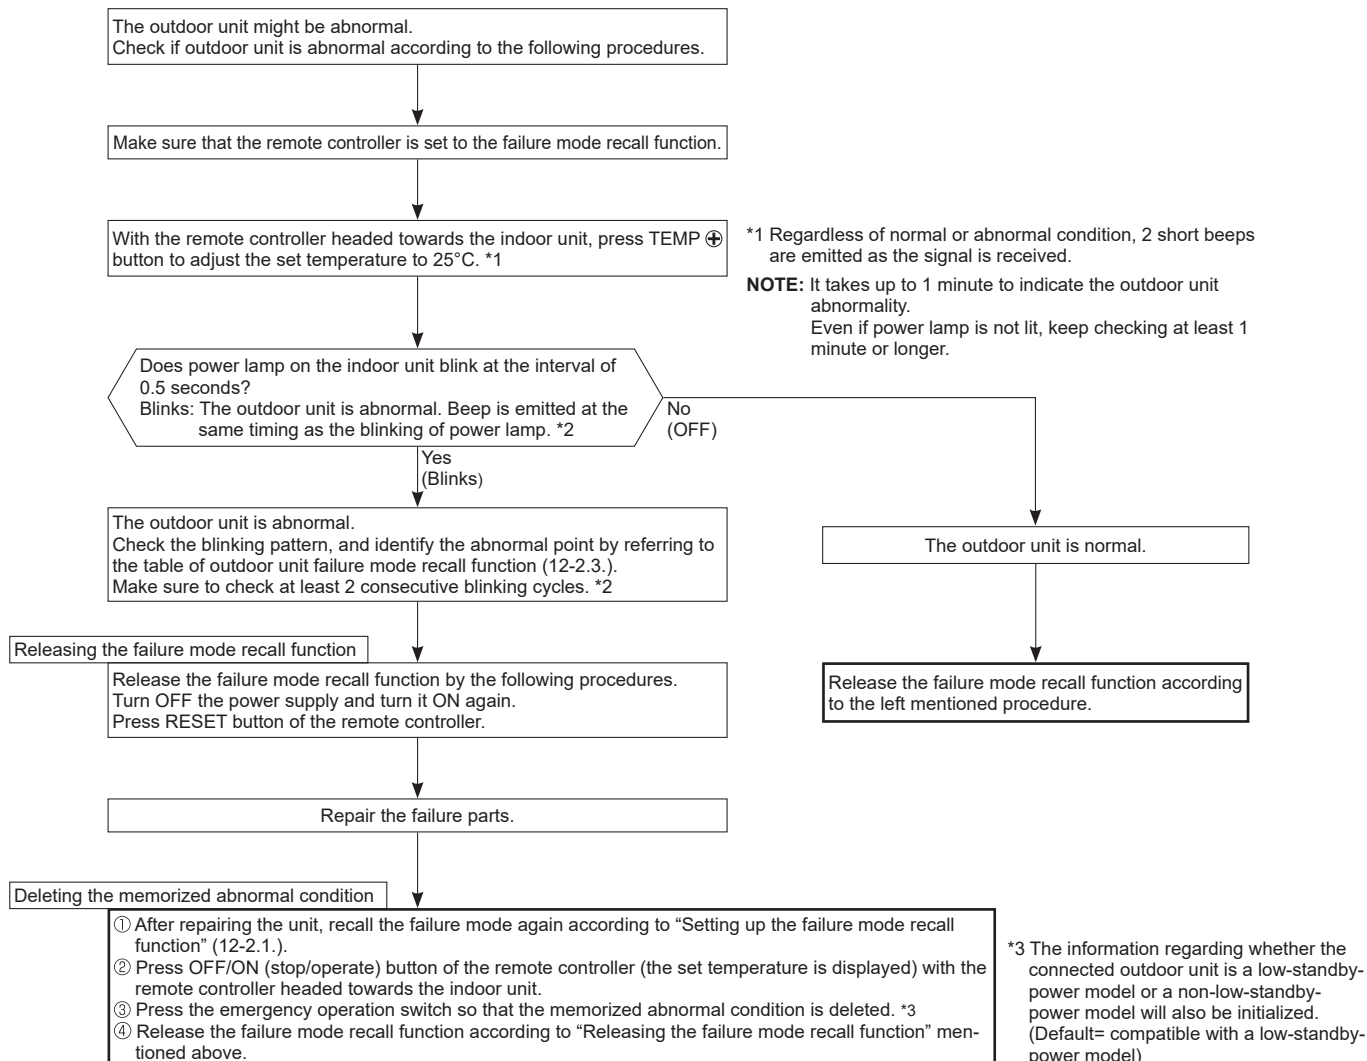 The outdoor unit might be abnormal.
Check if outdoor unit is abnormal according to the following procedures.
Make sure that the remote controller is set to the failure mode recall function.
With the remote controller headed towards the indoor unit, press TEMP ⊕
button to adjust the set temperature to 25°C. *1
*1 Regardless of normal or abnormal condition, 2 short beeps
are emitted as the signal is received.
NOTE: It takes up to 1 minute to indicate the outdoor unit
abnormality.
Even if power lamp is not lit, keep checking at least 1
minute or longer.
Does power lamp on the indoor unit blink at the interval of
0.5 seconds?
Blinks: The outdoor unit is abnormal. Beep is emitted at the
same timing as the blinking of power lamp. *2
No
(OFF)
Yes
(Blinks)
The outdoor unit is abnormal.
Check the blinking pattern, and identify the abnormal point by referring to
the table of outdoor unit failure mode recall function (12-2.3.).
Make sure to check at least 2 consecutive blinking cycles. *2
The outdoor unit is normal.
Releasing the failure mode recall function
Release the failure mode recall function by the following procedures.
Turn OFF the power supply and turn it ON again.
Press RESET button of the remote controller.
Release the failure mode recall function according
to the left mentioned procedure.
Repair the failure parts.
Deleting the memorized abnormal condition
① After repairing the unit, recall the failure mode again according to “Setting up the failure mode recall
function” (12-2.1.).
② Press OFF/ON (stop/operate) button of the remote controller (the set temperature is displayed) with the
remote controller headed towards the indoor unit.
③ Press the emergency operation switch so that the memorized abnormal condition is deleted. *3
④ Release the failure mode recall function according to “Releasing the failure mode recall function” men-
tioned above.
*3 The information regarding whether the
connected outdoor unit is a low-standby-
power model or a non-low-standby-
power model will also be initialized.
(Default= compatible with a low-standby-
power model)